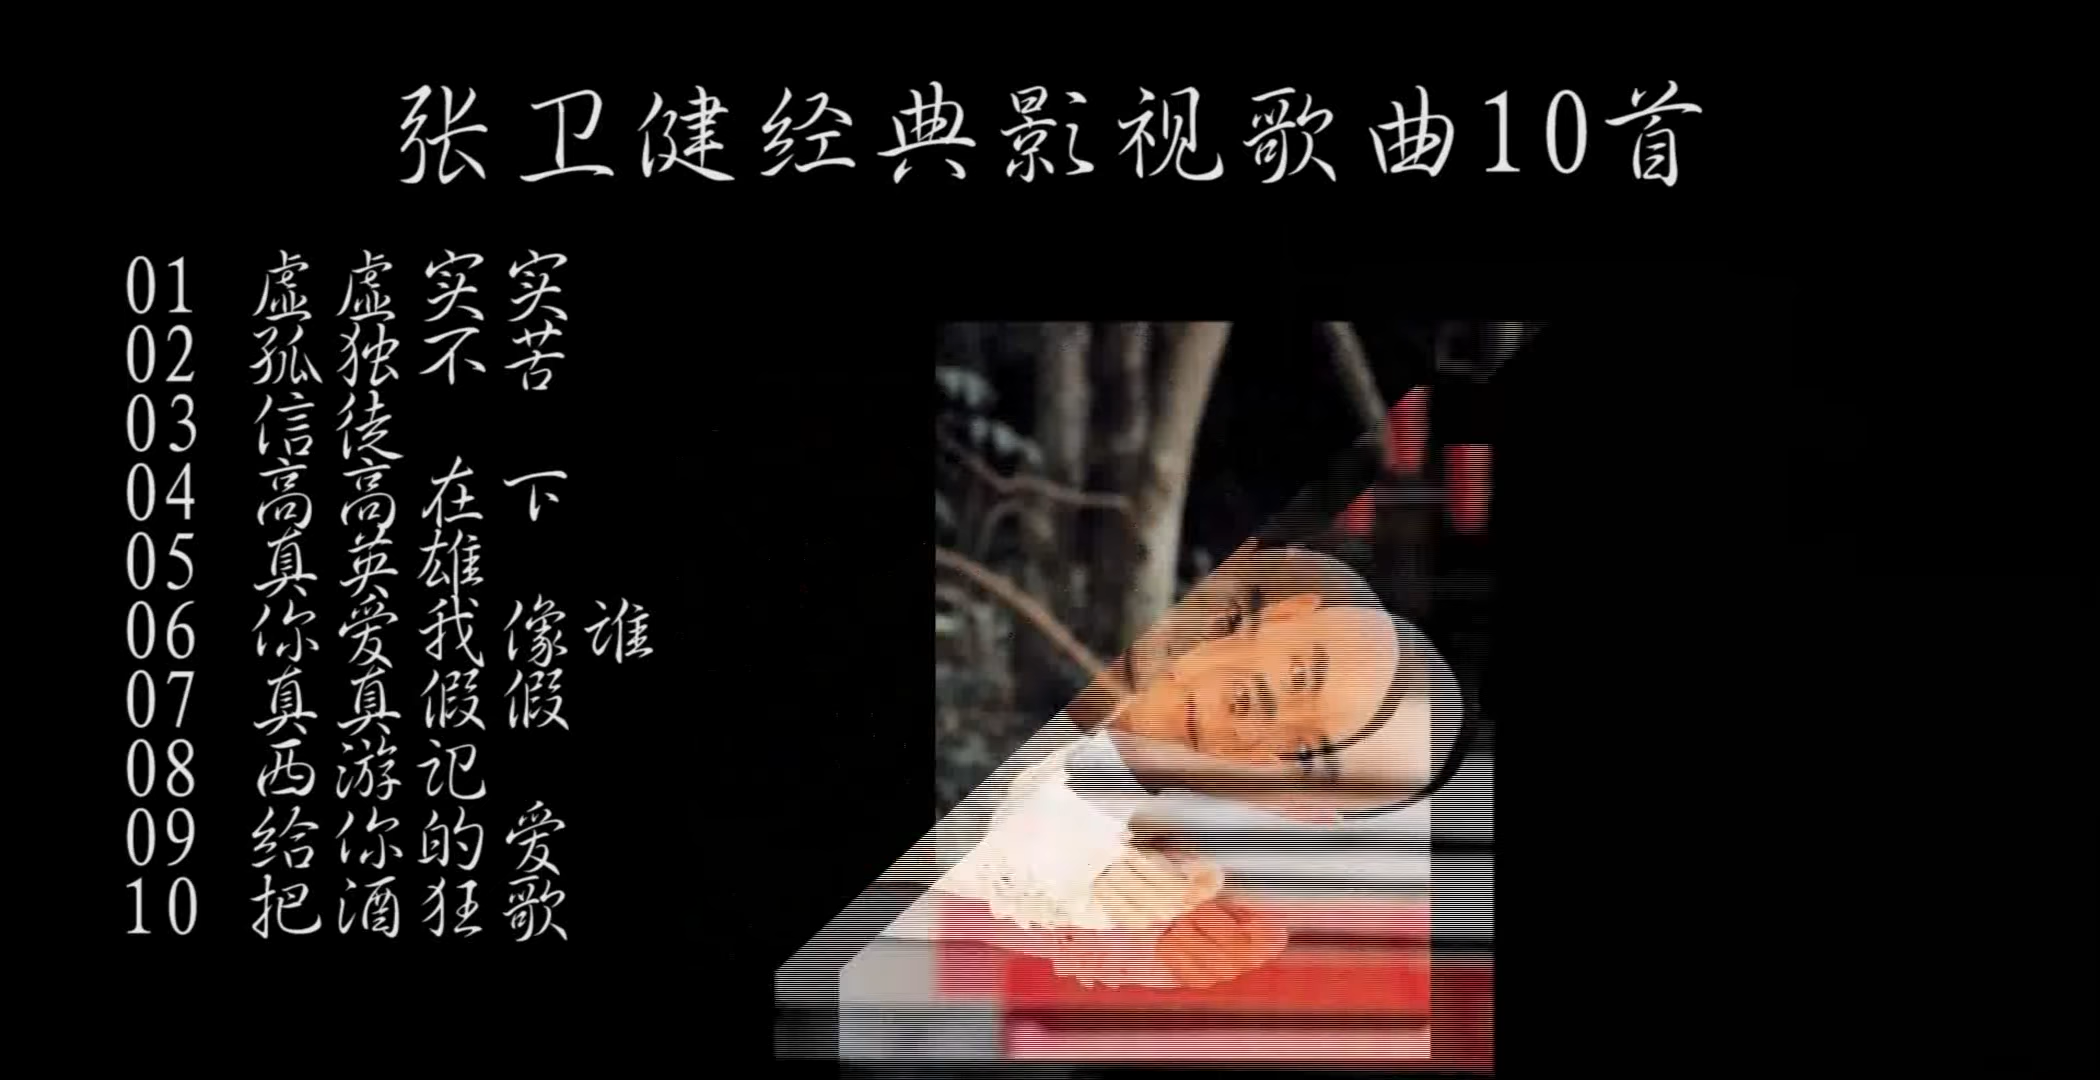 张卫健经典影视歌曲10首
01 虚虚实实
02 孤独不苦
03 信徒
04 高高在下
05 真英雄
06 你爱我像谁
07 真真假假
08 西游记
09 给你的爱
10 把酒狂歌